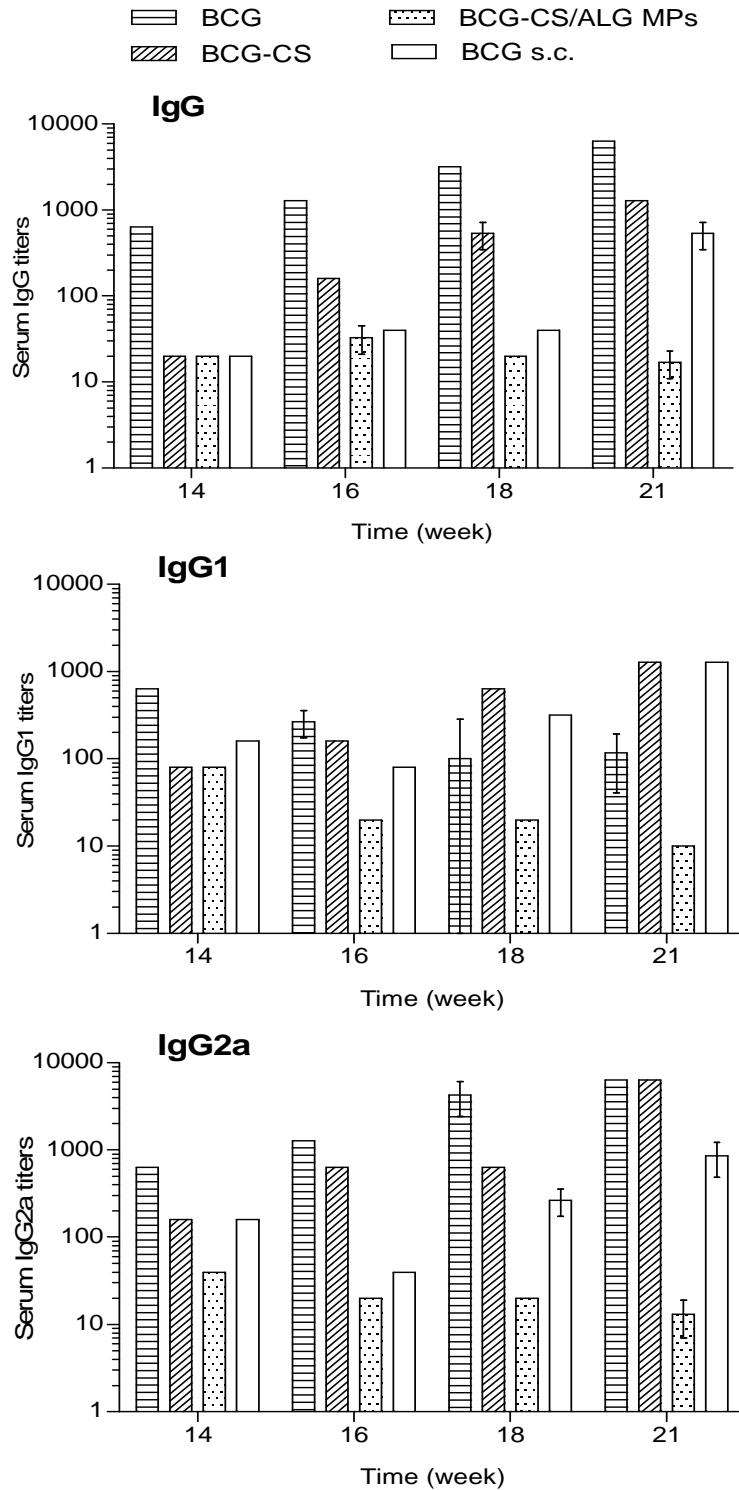 BCG BCG-CS/ALG MPs
BCG-CS BCG s.c.
IgG
10000
1000
100
10
1
Serum IgG titers
14 16 18 21
Time (week)
IgG1
10000
1000
100
10
1
Serum IgG1 titers
14 16 18 21
Time (week)
IgG2a
10000
1000
100
10
1
Serum IgG2a titers
14 16 18 21
Time (week)